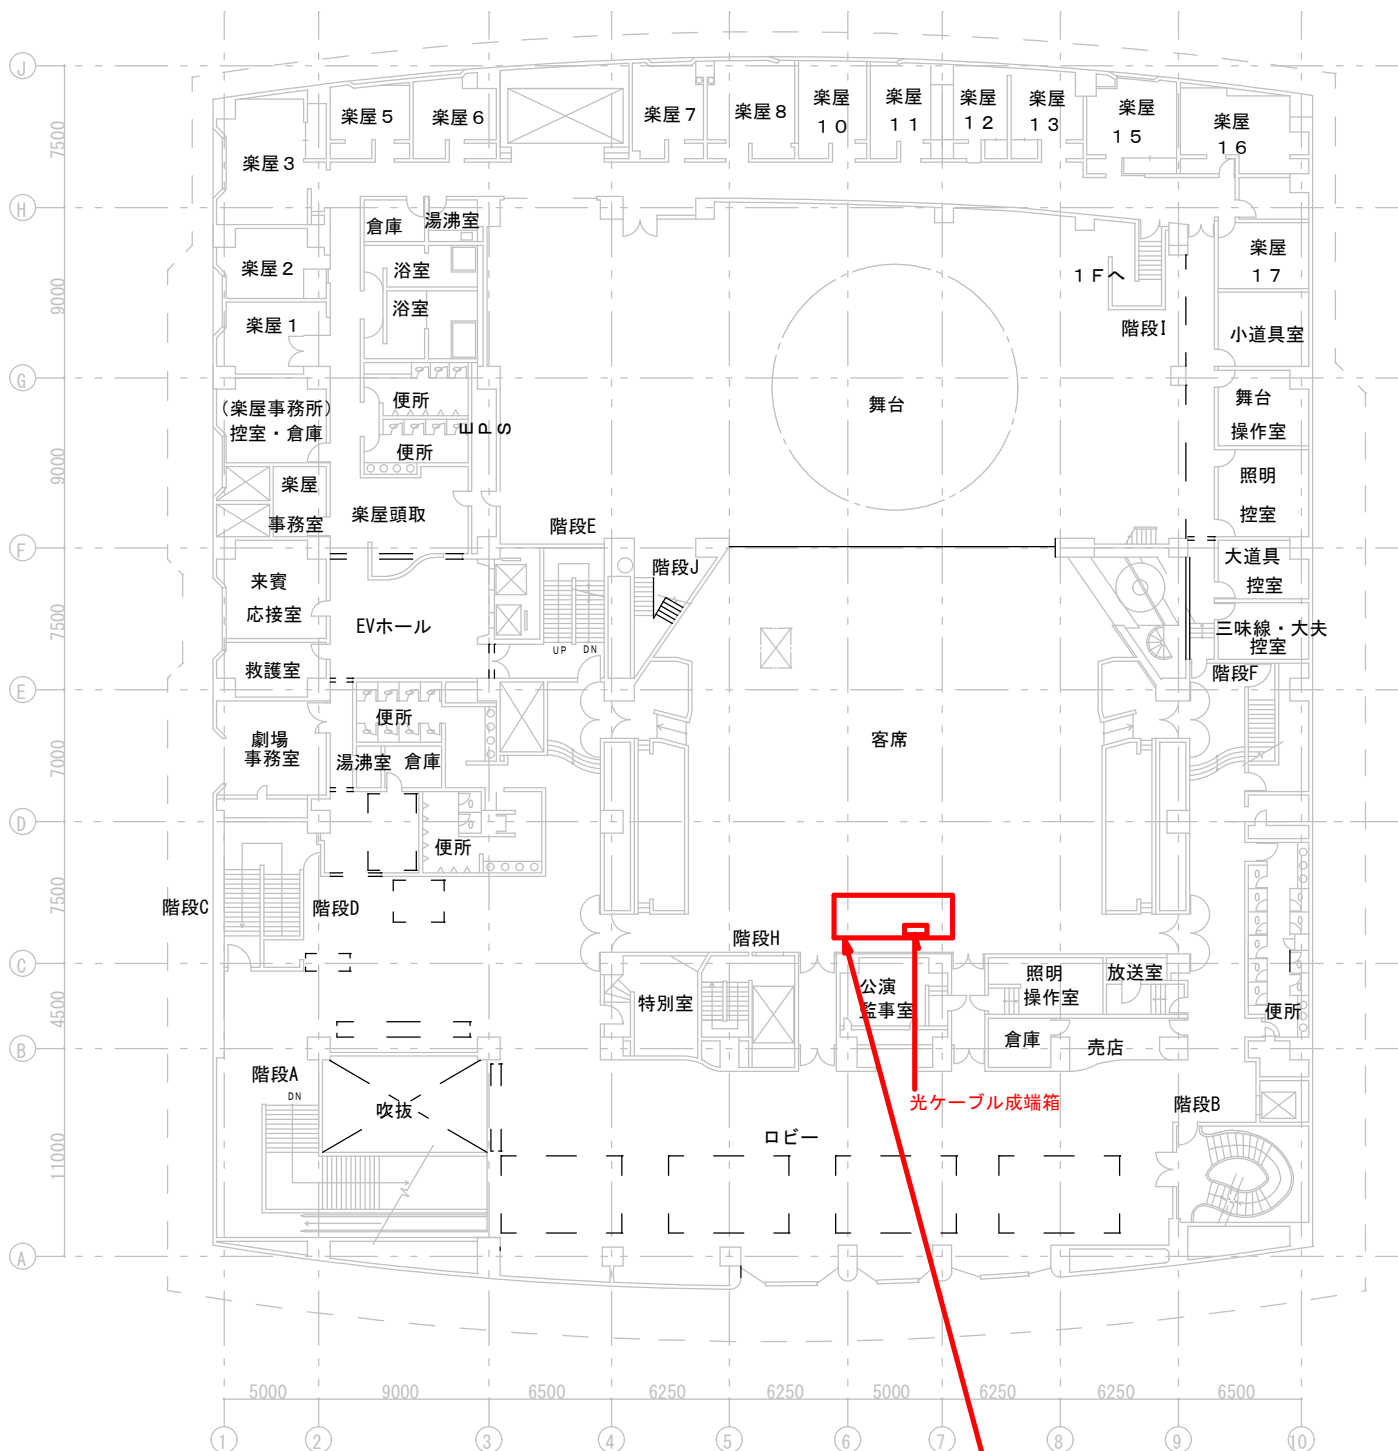 J
楽屋5
楽屋6
楽屋7
楽屋8
楽屋
10
楽屋
11
楽屋
12
楽屋
13
楽屋
15
楽屋
16
7500
楽屋3
H
倉庫
湯沸室
楽屋2
浴室
1Fへ
楽屋
17
9000
浴室
楽屋1
階段I
小道具室
G
(楽屋事務所)
控室・倉庫
便所
EPS
便所
舞台
舞台
操作室
9000
楽屋
事務室
楽屋頭取
照明
控室
階段E
F
階段J
大道具
控室
来賓
応接室
7500
EVホール
UP
DN
三味線・大夫
控室
救護室
階段F
E
便所
劇場
事務室
客席
7000
湯沸室
倉庫
D
便所
7500
階段C
階段D
階段H
C
特別室
公演
監事室
照明
操作室
放送室
4500
便所
倉庫
売店
B
階段A
DN
吹抜
光ケーブル成端箱
階段B
ロビー
11000
A
5000
9000
6500
6250
6250
5000
6250
6250
6500
1
2
3
4
5
6
7
8
9
10